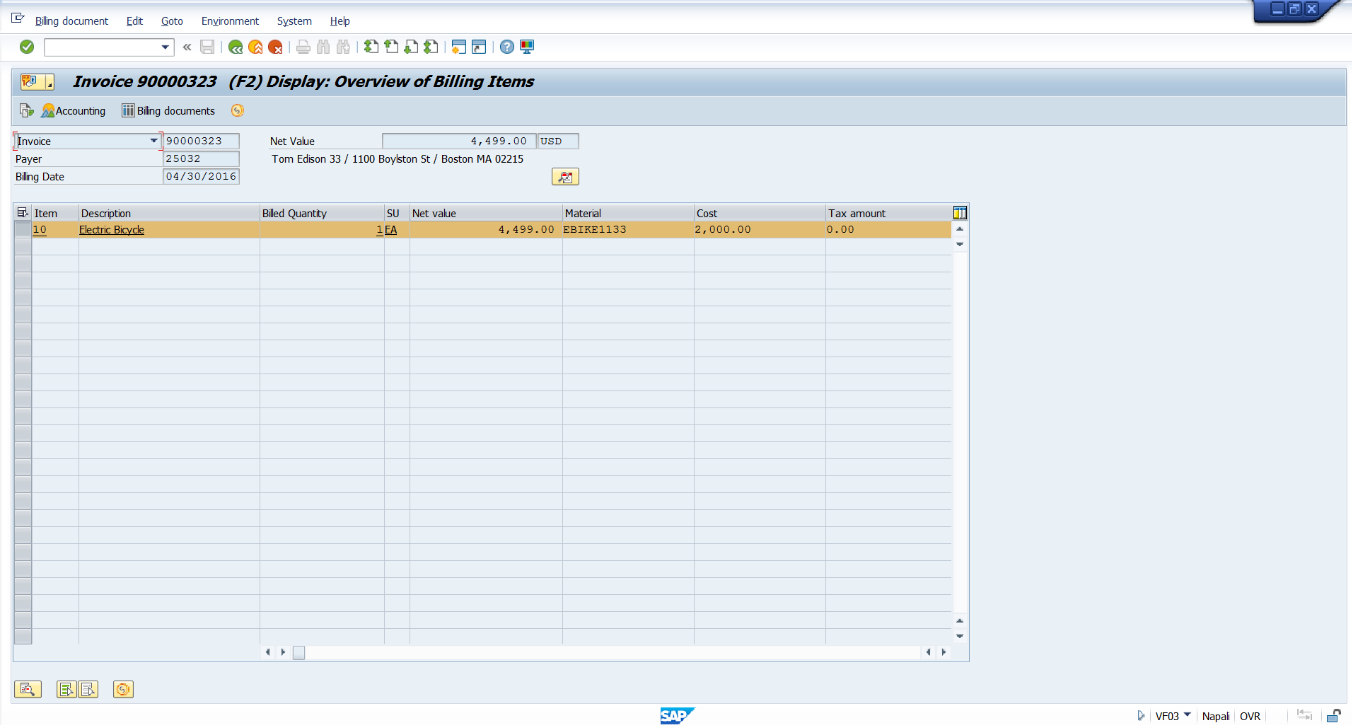 Billing document Edit Goto Environment System Help
Invoice 90000323 (F2) Display: Overview of Billing Items
Accounting Billing documents
Invoice 90000323 Net Value 4,499.00 USD
Payer 25032 Tom Edison 33 / 1100 Boylston St / Boston MA 02215
Billing Date 04/30/2016
Item Description Billed Quantity SU Net value Material Cost Tax amount
10 Electric Bicycle 1 EA 4,499.00 EBIKE1133 2,000.00 0.00
SAP VF03 Napali OVR